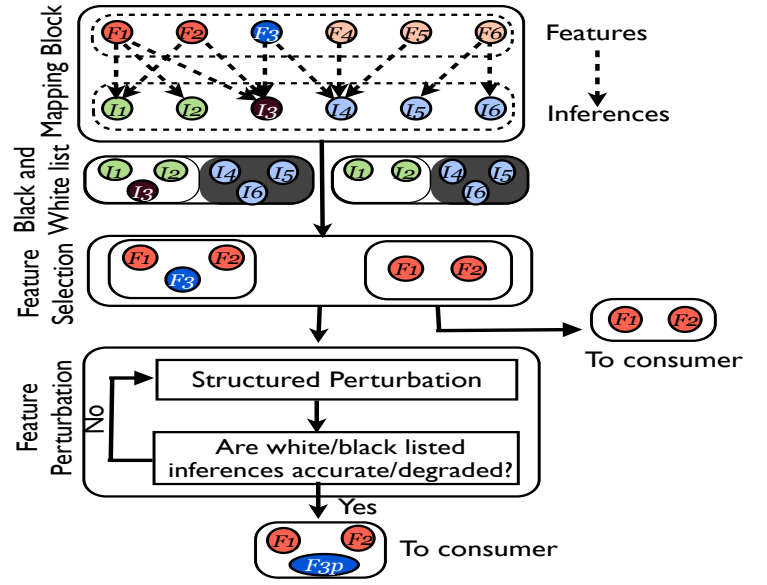 Mapping Block
F1 F2 F3 F4 F5 F6
Features
I1 I2 I3 I4 I5 I6
Inferences
Black and
White list
I1 I2 I4 I5 I1 I2 I4 I5
I3 I6 I6
Feature
Selection
F1 F2
F3
F1 F2
F1 F2
To consumer
Feature
Perturbation
No
Structured Perturbation
Are white/black listed
inferences accurate/degraded?
Yes
F1 F2
F3p
To consumer